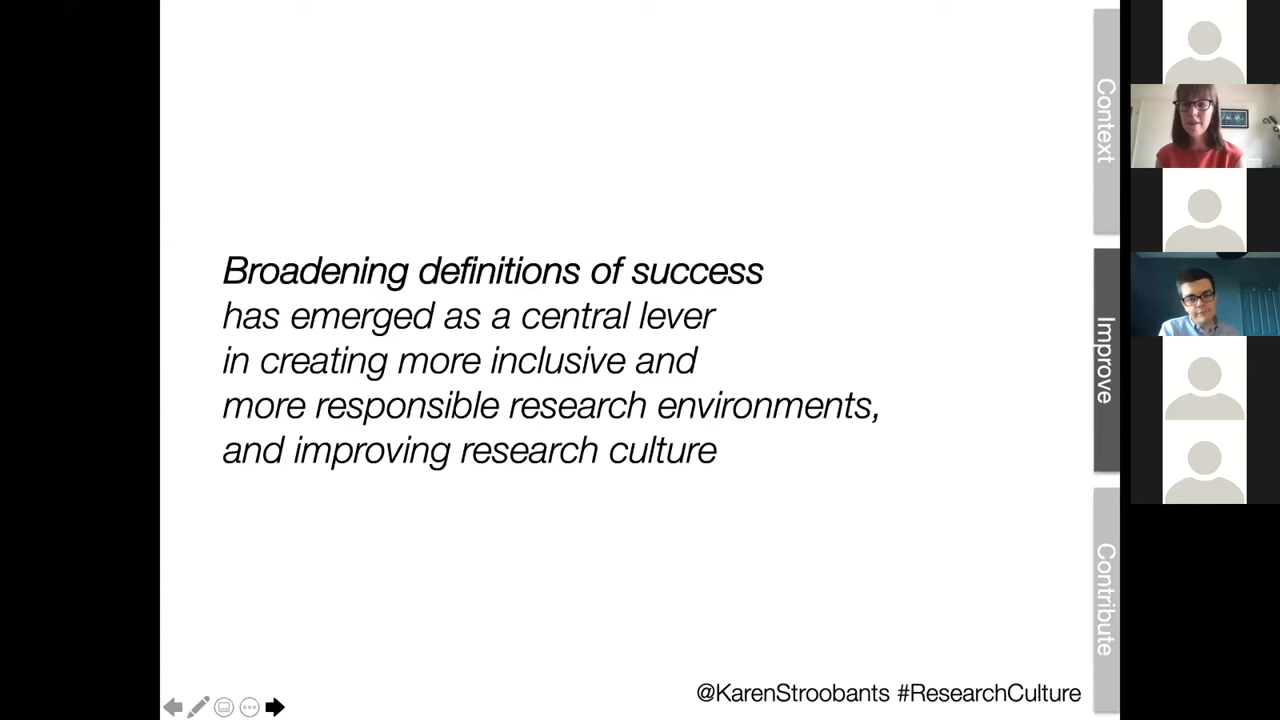 Broadening definitions of success
has emerged as a central lever
in creating more inclusive and
more responsible research environments,
and improving research culture
Context
Improve
Contribute
@KarenStroobants #ResearchCulture